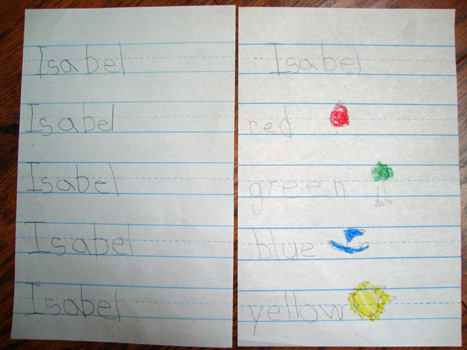 Isabel
Isabel
Isabel
Isabel
Isabel
Isabel
red
green
blue
yellow